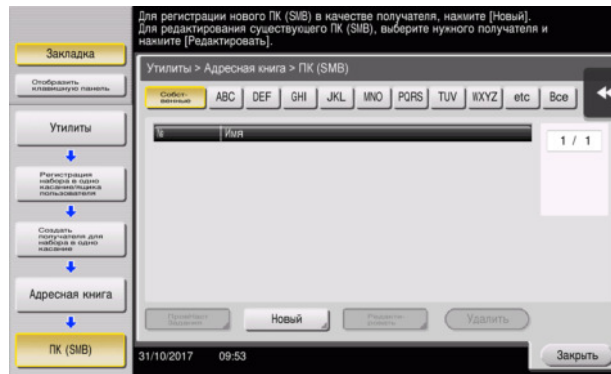 Для регистрации нового ПК (SMB) в качестве получателя, нажмите [Новый].
Для редактирования существующего ПК (SMB), выберите нужного получателя и
нажмите [Редактировать].
Закладка
Отобразить
клавишную панель
Утилиты
Регистрация
набора в одно
касание/ящика
пользователя
Создать
получателя для
набора в одно
касание
Адресная книга
ПК (SMB)
Утилиты > Адресная книга > ПК (SMB)
Собст-
венные
ABC
DEF
GHI
JKL
MNO
PQRS
TUV
WXYZ
etc
Все
№
Имя
1 / 1
Новый
Удалить
31/10/2017
09:53
Закрыть